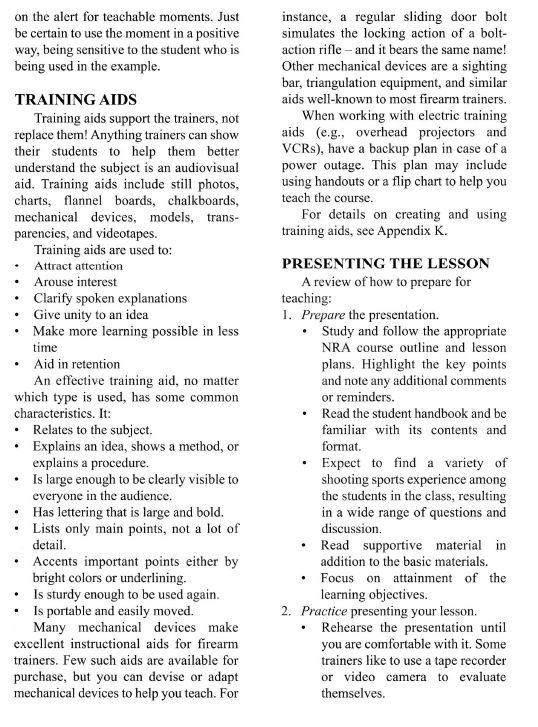 on the alert for teachable moments. Just
be certain to use the moment in a positive
way, being sensitive to the student who is
being used in the example.
TRAINING AIDS
Training aids support the trainers, not
replace them! Anything trainers can show
their students to help them better
understand the subject is an audiovisual
aid. Training aids include still photos,
charts, flannel boards, chalkboards,
mechanical devices, models, trans-
parencies, and videotapes.
Training aids are used to:
• Attract attention
• Arouse interest
• Clarify spoken explanations
• Give unity to an idea
• Make more learning possible in less
time
• Aid in retention
An effective training aid, no matter
which type is used, has some common
characteristics. It:
• Relates to the subject.
• Explains an idea, shows a method, or
explains a procedure.
• Is large enough to be clearly visible to
everyone in the audience.
• Has lettering that is large and bold.
• Lists only main points, not a lot of
detail.
• Accents important points either by
bright colors or underlining.
• Is sturdy enough to be used again.
• Is portable and easily moved.
Many mechanical devices make
excellent instructional aids for firearm
trainers. Few such aids are available for
purchase, but you can devise or adapt
mechanical devices to help you teach. For
instance, a regular sliding door bolt
simulates the locking action of a bolt-
action rifle – and it bears the same name!
Other mechanical devices are a sighting
bar, triangulation equipment, and similar
aids well-known to most firearm trainers.
When working with electric training
aids (e.g., overhead projectors and
VCRs), have a backup plan in case of a
power outage. This plan may include
using handouts or a flip chart to help you
teach the course.
For details on creating and using
training aids, see Appendix K.
PRESENTING THE LESSON
A review of how to prepare for
teaching:
1. Prepare the presentation.
• Study and follow the appropriate
NRA course outline and lesson
plans. Highlight the key points
and note any additional comments
or reminders.
• Read the student handbook and be
familiar with its contents and
format.
• Expect to find a variety of
shooting sports experience among
the students in the class, resulting
in a wide range of questions and
discussion.
• Read supportive material in
addition to the basic materials.
• Focus on attainment of the
learning objectives.
2. Practice presenting your lesson.
• Rehearse the presentation until
you are comfortable with it. Some
trainers like to use a tape recorder
or video camera to evaluate
themselves.